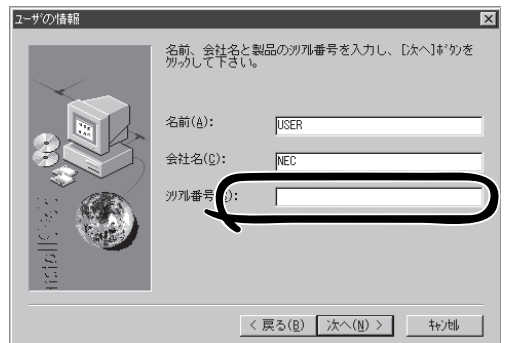 ユーザの情報
名前、会社名と製品のｼﾘｱﾙ番号を入力し、[次へ]ﾎﾞﾀﾝを
ｸﾘｯｸして下さい。
名前(A):
USER
会社名(C):
NEC
ｼﾘｱﾙ番号
):
InstallShield
< 戻る(B)
次へ(N) >
ｷｬﾝｾﾙ